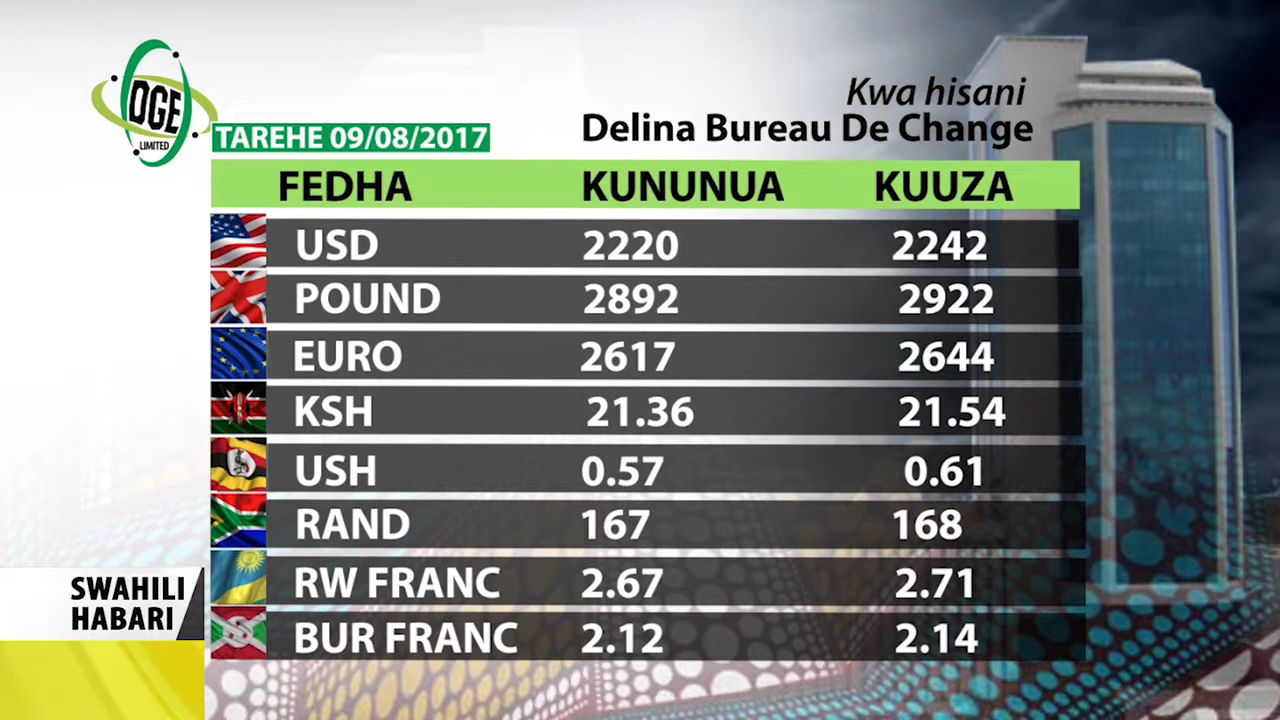 DGE
LIMITED
Kwa hisani
Delina Bureau De Change
TAREHE 09/08/2017
FEDHA KUNUNUA KUUZA
USD 2220 2242
POUND 2892 2922
EURO 2617 2644
KSH 21.36 21.54
USH 0.57 0.61
RAND 167 168
RW FRANC 2.67 2.71
BUR FRANC 2.12 2.14
SWAHILI
HABARI